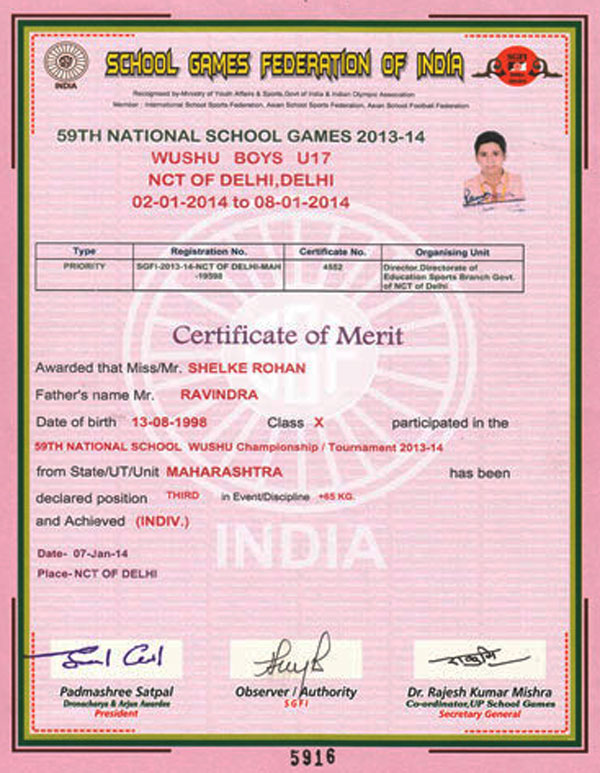 SCHOOL GAMES FEDERATION OF INDIA
INDIA
SGFI
Recognised by-Ministry of Youth Affairs & Sports, Govt of India & Indian Olympic Association
Member : International School Sports Federation, Asian School Sports Federation, Asian School Football Federation
59TH NATIONAL SCHOOL GAMES 2013-14
WUSHU BOYS U17
NCT OF DELHI,DELHI
02-01-2014 to 08-01-2014
Type Registration No. Certificate No. Organising Unit
PRIORITY SGFI-2013-14-NCT OF DELHI-MAH-19598 4552 Director,Directorate of
Education Sports Branch Govt.
of NCT of Delhi
Certificate of Merit
Awarded that Miss/Mr. SHELKE ROHAN
Father's name Mr. RAVINDRA
Date of birth 13-08-1998 Class X participated in the
59TH NATIONAL SCHOOL WUSHU Championship / Tournament 2013-14
from State/UT/Unit MAHARASHTRA has been
declared position THIRD in Event/Discipline +65 KG.
and Achieved (INDIV.)
INDIA
Date- 07-Jan-14
Place- NCT OF DELHI
Padmashree Satpal Observer / Authority Dr. Rajesh Kumar Mishra
Dronacharya & Arjun Awardee SGFI Co-ordinator,UP School Games
President Secretary General
5916